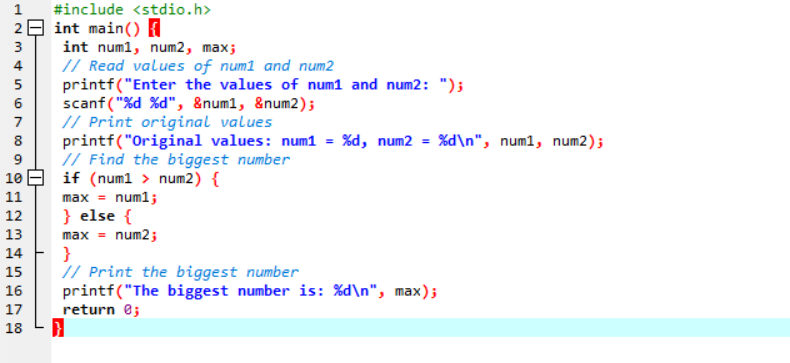 1 #include <stdio.h>
2 int main() {
3 int num1, num2, max;
4 // Read values of num1 and num2
5 printf("Enter the values of num1 and num2: ");
6 scanf("%d %d", &num1, &num2);
7 // Print original values
8 printf("Original values: num1 = %d, num2 = %d\n", num1, num2);
9 // Find the biggest number
10 if (num1 > num2) {
11 max = num1;
12 } else {
13 max = num2;
14 }
15 // Print the biggest number
16 printf("The biggest number is: %d\n", max);
17 return 0;
18 }